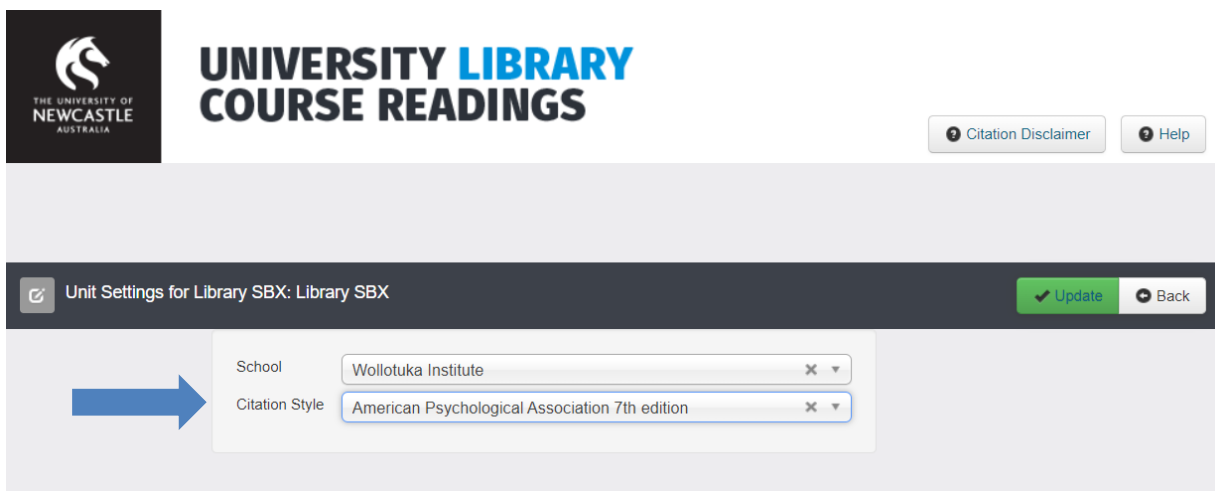 THE UNIVERSITY OF
NEWCASTLE
AUSTRALIA
UNIVERSITY LIBRARY
COURSE READINGS
Citation Disclaimer
Help
Unit Settings for Library SBX: Library SBX
Update
Back
School
Wollotuka Institute
Citation Style
American Psychological Association 7th edition